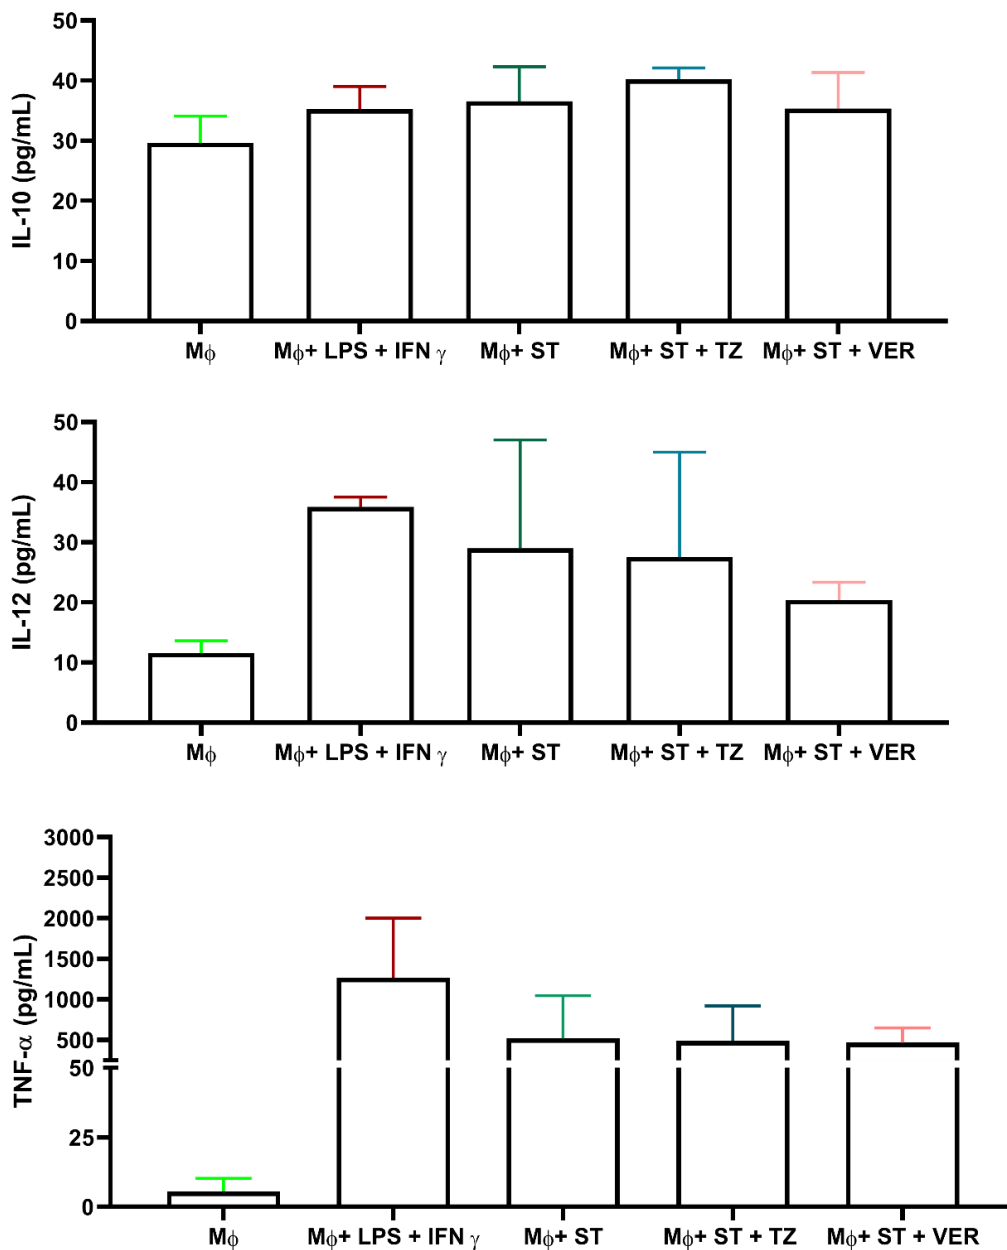 IL-10 (pg/mL)
50
40
30
20
10
0
Mϕ
Mϕ+ LPS + IFN γ
Mϕ+ ST
Mϕ+ ST + TZ
Mϕ+ ST + VER
IL-12 (pg/mL)
50
40
30
20
10
0
Mϕ
Mϕ+ LPS + IFN γ
Mϕ+ ST
Mϕ+ ST + TZ
Mϕ+ ST + VER
TNF-α (pg/mL)
3000
2500
2000
1500
1000
500
50
25
0
Mϕ
Mϕ+ LPS + IFN γ
Mϕ+ ST
Mϕ+ ST + TZ
Mϕ+ ST + VER